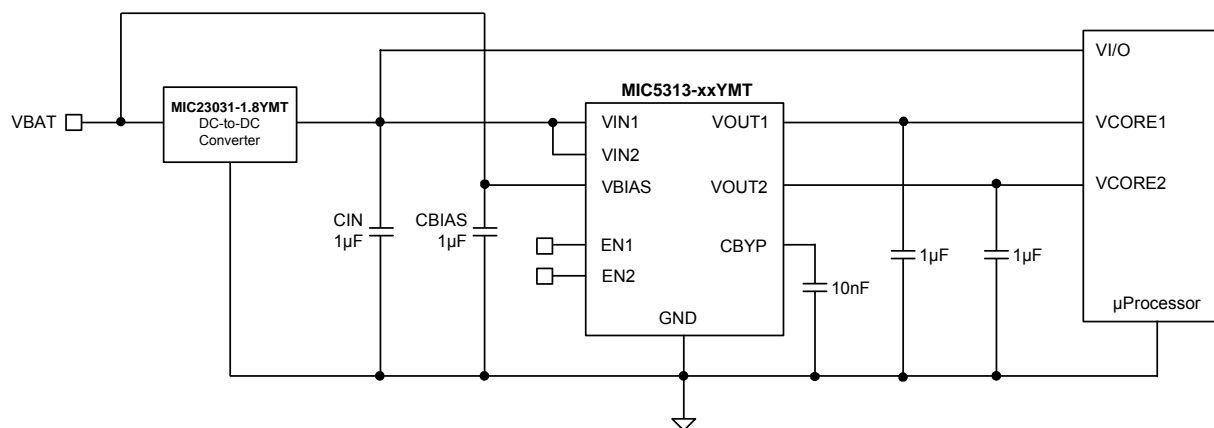 VBAT
MIC23031-1.8YMT
DC-to-DC
Converter
CIN
1µF
CBIAS
1µF
MIC5313-xxYMT
VIN1
VIN2
VBIAS
EN1
EN2
VOUT1
VOUT2
CBYP
GND
10nF
1µF
1µF
VI/O
VCORE1
VCORE2
µProcessor